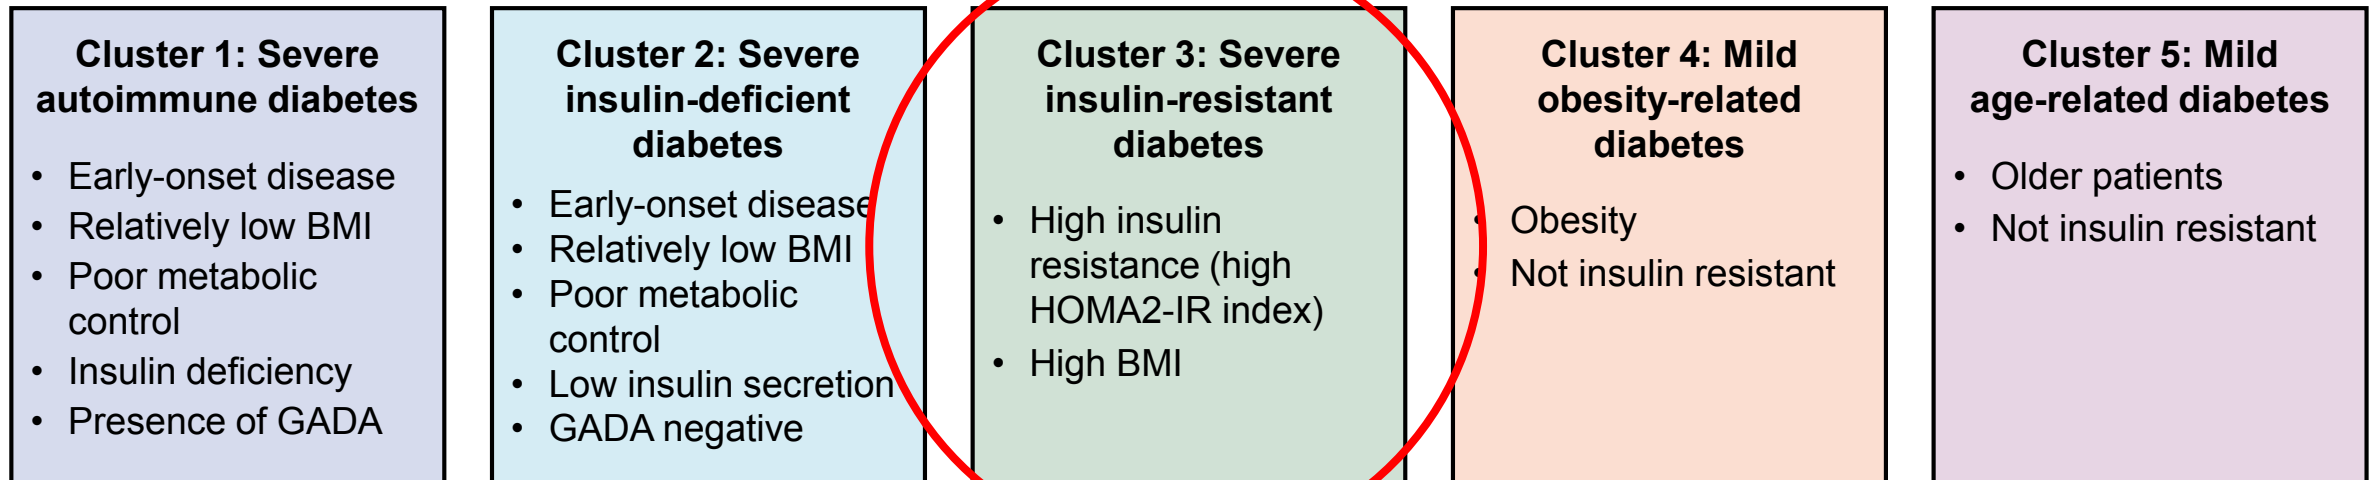 Cluster 1: Severe
autoimmune diabetes
• Early-onset disease
• Relatively low BMI
• Poor metabolic
control
• Insulin deficiency
• Presence of GADA
Cluster 2: Severe
insulin-deficient
diabetes
• Early-onset disease
• Relatively low BMI
• Poor metabolic
control
• Low insulin secretion
• GADA negative
Cluster 3: Severe
insulin-resistant
diabetes
• High insulin
resistance (high
HOMA2-IR index)
• High BMI
Cluster 4: Mild
obesity-related
diabetes
• Obesity
• Not insulin resistant
Cluster 5: Mild
age-related diabetes
• Older patients
• Not insulin resistant